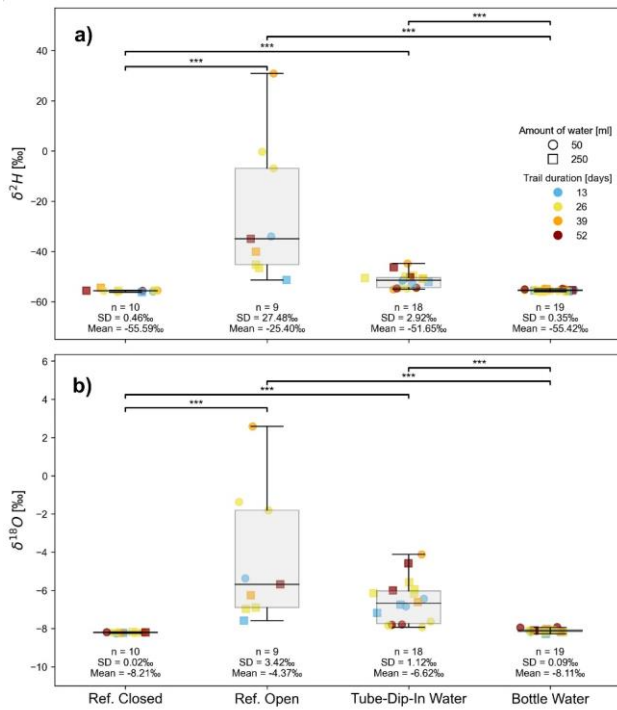 a)
***
***
***
***
δ²H [‰]
40
20
0
−20
−40
−60
Amount of water [ml]
50
250
Trail duration [days]
13
26
39
52
n = 10
SD = 0.46‰
Mean = -55.59‰
n = 9
SD = 27.48‰
Mean = -25.40‰
n = 18
SD = 2.92‰
Mean = -51.65‰
n = 19
SD = 0.35‰
Mean = -55.42‰
b)
***
***
***
***
δ¹⁸O [‰]
6
4
2
0
−2
−4
−6
−8
−10
n = 10
SD = 0.02‰
Mean = -8.21‰
n = 9
SD = 3.42‰
Mean = -4.37‰
n = 18
SD = 1.12‰
Mean = -6.62‰
n = 19
SD = 0.09‰
Mean = -8.11‰
Ref. Closed
Ref. Open
Tube-Dip-In Water
Bottle Water